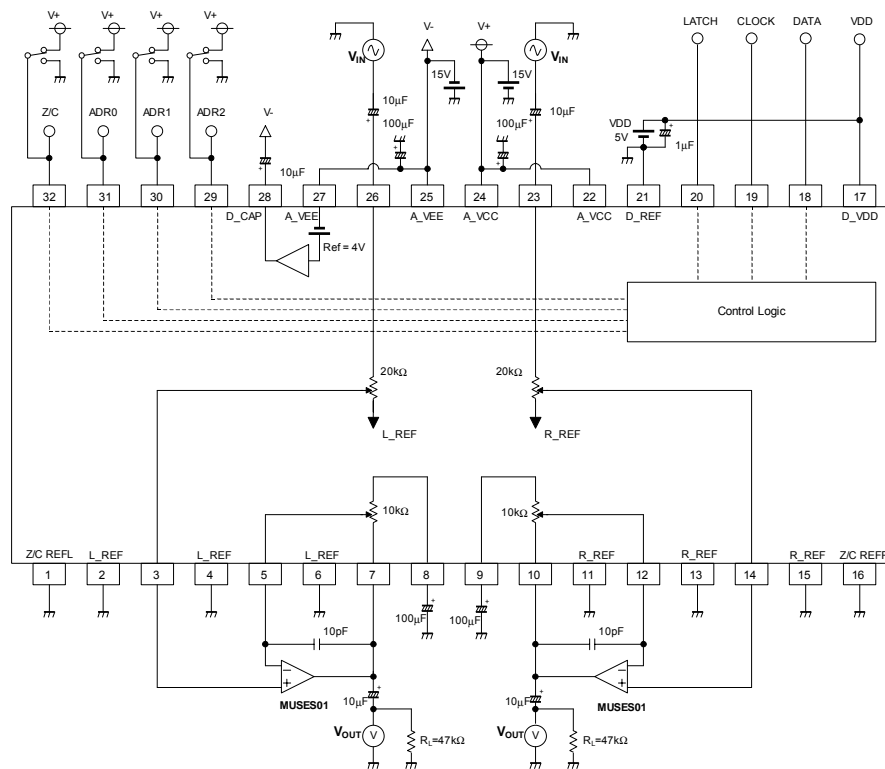 V+ V+ V+ V+ V- V+ LATCH CLOCK DATA VDD
VIN VIN
15V 15V
Z/C ADR0 ADR1 ADR2 V- 10µF 100µF 100µF 10µF VDD 5V 1µF
10µF
32 31 30 29 28 27 26 25 24 23 22 21 20 19 18 17
D_CAP A_VEE A_VEE A_VCC A_VCC D_REF D_VDD
Ref = 4V
Control Logic
20kΩ 20kΩ
L_REF R_REF
10kΩ 10kΩ
Z/C REFL L_REF L_REF L_REF R_REF R_REF R_REF Z/C REFR
1 2 3 4 5 6 7 8 9 10 11 12 13 14 15 16
100µF 100µF
10pF 10pF
MUSES01 MUSES01
10µF 10µF
VOUT V RL=47kΩ VOUT V RL=47kΩ